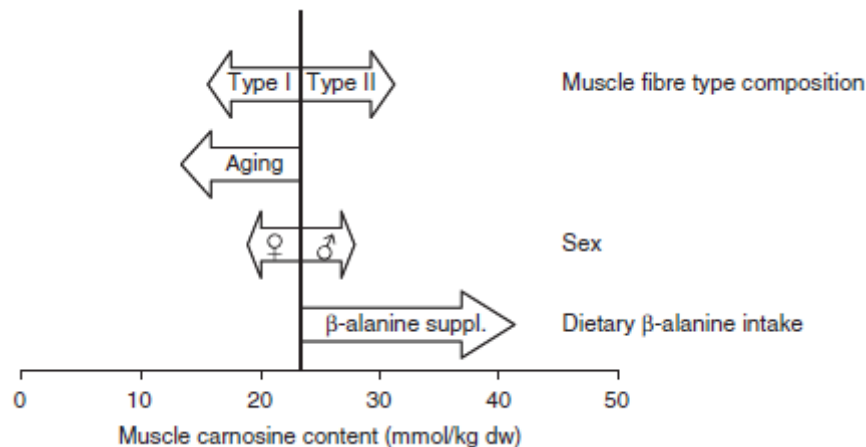 Type I Type II Muscle fibre type composition
Aging
♀ ♂ Sex
β-alanine suppl. Dietary β-alanine intake
0 10 20 30 40 50
Muscle carnosine content (mmol/kg dw)